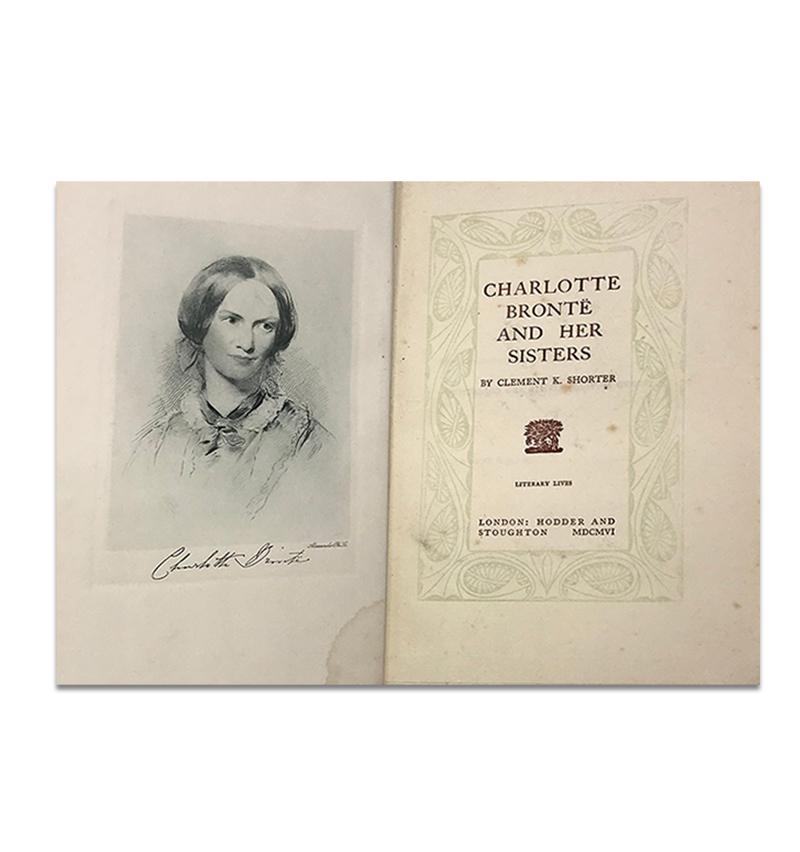 Charlotte Brontë
CHARLOTTE
BRONTË
AND HER
SISTERS
BY CLEMENT K. SHORTER
LITERARY LIVES
LONDON: HODDER AND
STOUGHTON MDCMVI